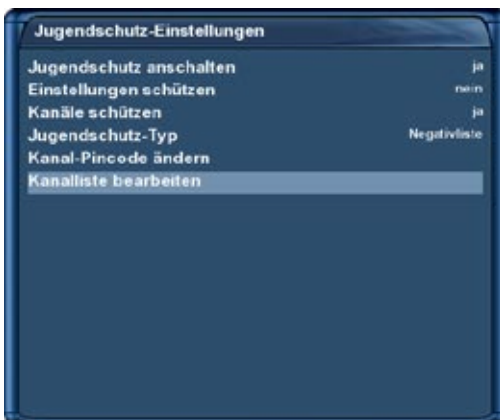 Jugendschutz-Einstellungen
Jugendschutz anschalten ja
Einstellungen schützen nein
Kanäle schützen ja
Jugendschutz-Typ Negativliste
Kanal-Pincode ändern
Kanalliste bearbeiten